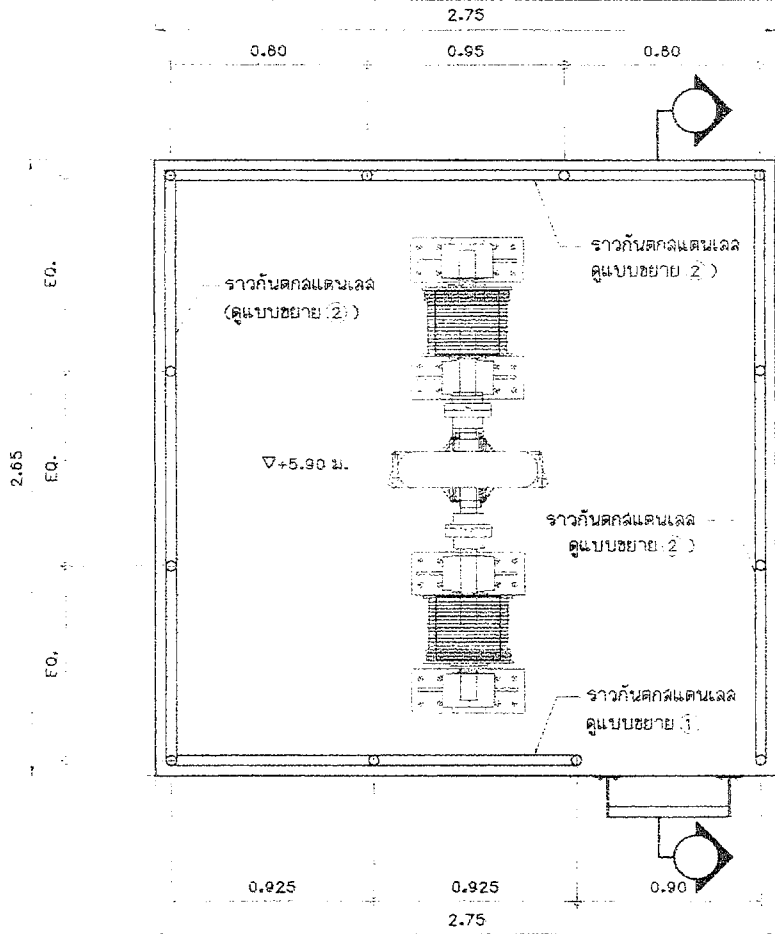 2.75
0.80
0.95
0.80
ราวกันตกสแตนเลส
ดูแบบขยาย 2 )
ราวกันตกสแตนเลส
(ดูแบบขยาย 2 )
EQ.
2.65
EQ.
∇+5.90 ม.
ราวกันตกสแตนเลส
ดูแบบขยาย 2 )
EQ.
ราวกันตกสแตนเลส
ดูแบบขยาย 1
0.925
0.925
0.90
2.75